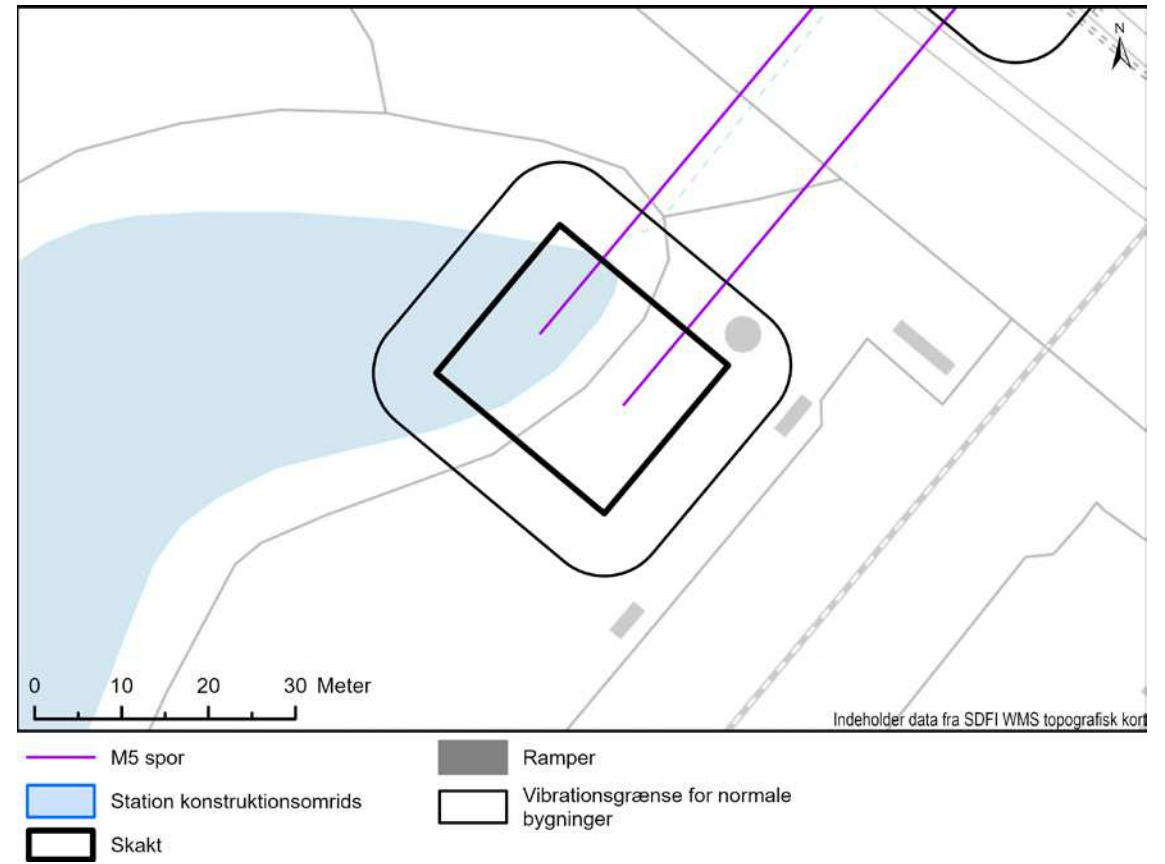 N
0 10 20 30 Meter
Indeholder data fra SDFI WMS topografisk kort
M5 spor
Station konstruktionsomrids
Skakt
Ramper
Vibrationsgrænse for normale
bygninger